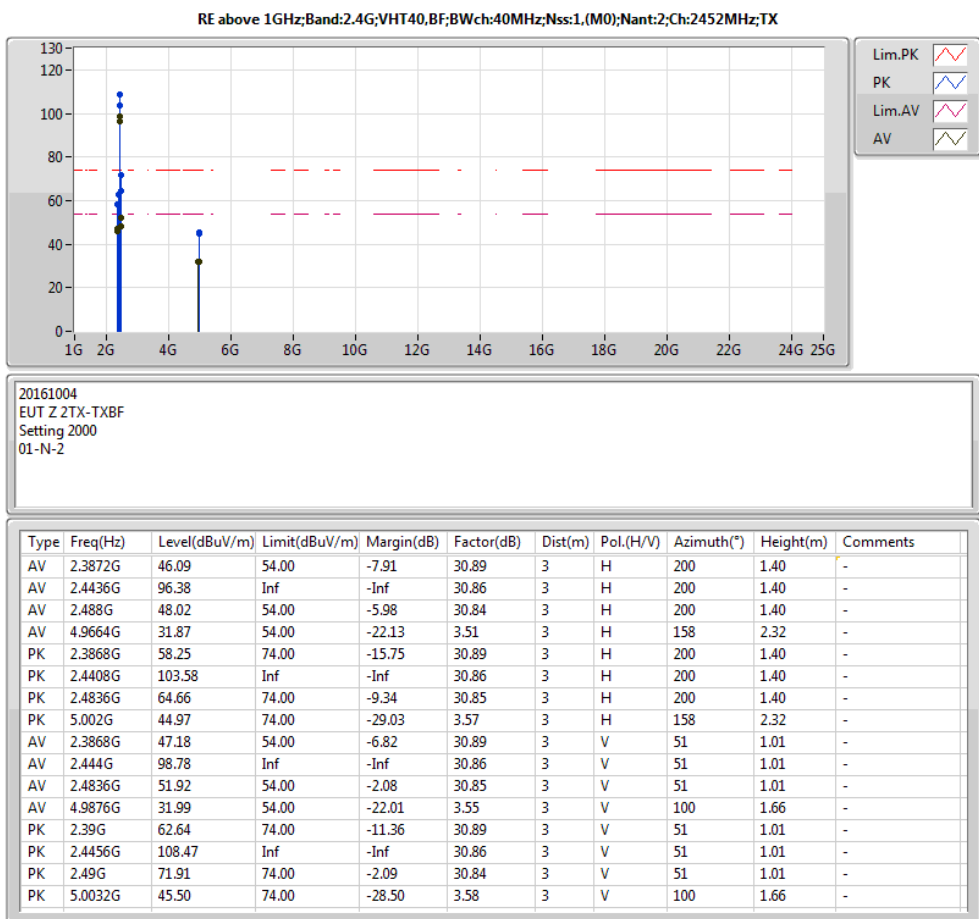 RE above 1GHz;Band:2.4G;VHT40,BF;BWch:40MHz;Nss:1,(M0);Nant:2;Ch:2452MHz;TX
130
120
100
80
60
40
20
0
1G 2G 4G 6G 8G 10G 12G 14G 16G 18G 20G 22G 24G 25G
Lim.PK
PK
Lim.AV
AV
20161004
EUT Z 2TX-TXBF
Setting 2000
01-N-2
Type Freq(Hz) Level(dBuV/m) Limit(dBuV/m) Margin(dB) Factor(dB) Dist(m) Pol.(H/V) Azimuth(°) Height(m) Comments
AV 2.3872G 46.09 54.00 -7.91 30.89 3 H 200 1.40 -
AV 2.4436G 96.38 Inf -Inf 30.86 3 H 200 1.40 -
AV 2.488G 48.02 54.00 -5.98 30.84 3 H 200 1.40 -
AV 4.9664G 31.87 54.00 -22.13 3.51 3 H 158 2.32 -
PK 2.3868G 58.25 74.00 -15.75 30.89 3 H 200 1.40 -
PK 2.4408G 103.58 Inf -Inf 30.86 3 H 200 1.40 -
PK 2.4836G 64.66 74.00 -9.34 30.85 3 H 200 1.40 -
PK 5.002G 44.97 74.00 -29.03 3.57 3 H 158 2.32 -
AV 2.3868G 47.18 54.00 -6.82 30.89 3 V 51 1.01 -
AV 2.444G 98.78 Inf -Inf 30.86 3 V 51 1.01 -
AV 2.4836G 51.92 54.00 -2.08 30.85 3 V 51 1.01 -
AV 4.9876G 31.99 54.00 -22.01 3.55 3 V 100 1.66 -
PK 2.39G 62.64 74.00 -11.36 30.89 3 V 51 1.01 -
PK 2.4456G 108.47 Inf -Inf 30.86 3 V 51 1.01 -
PK 2.49G 71.91 74.00 -2.09 30.84 3 V 51 1.01 -
PK 5.0032G 45.50 74.00 -28.50 3.58 3 V 100 1.66 -